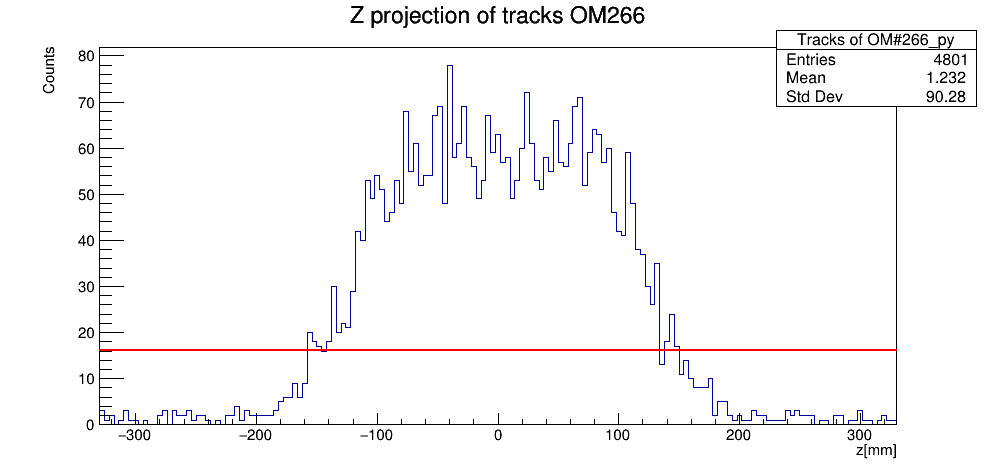 Z projection of tracks OM266
Tracks of OM#266_py
Entries 4801
Mean 1.232
Std Dev 90.28
Counts
80
70
60
50
40
30
20
10
0
−300 −200 −100 0 100 200 300
z[mm]